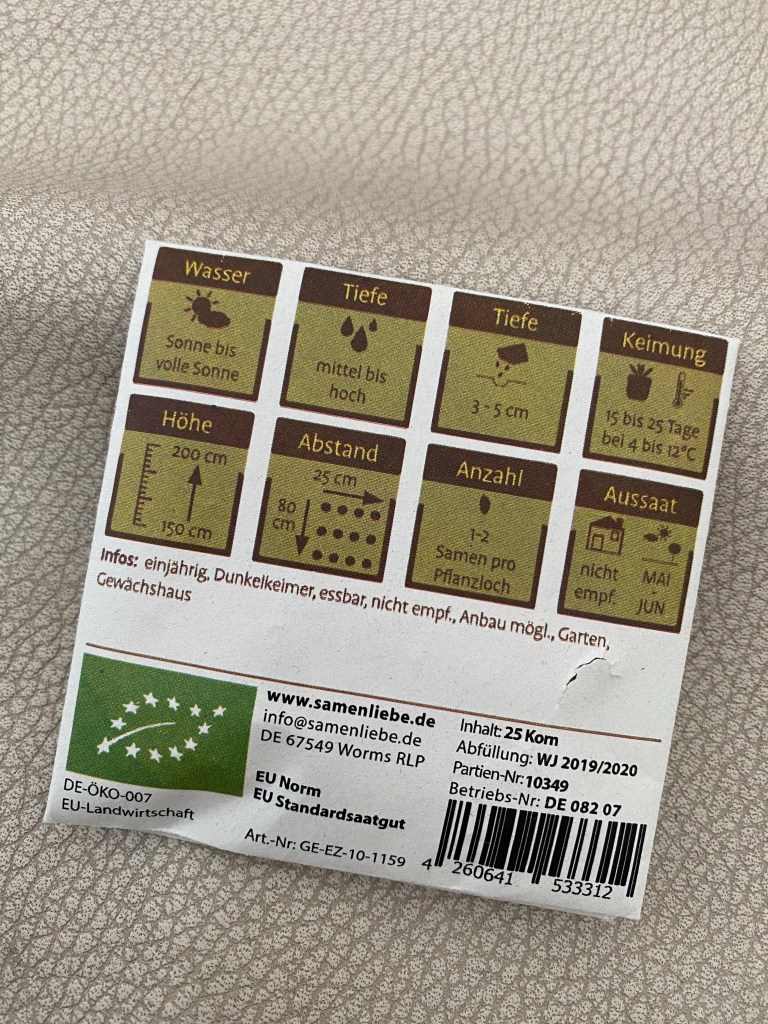 Wasser
Sonne bis
volle Sonne
Tiefe
mittel bis
hoch
Tiefe
3 - 5 cm
Keimung
15 bis 25 Tage
bei 4 bis 12°C
Höhe
200 cm
150 cm
Abstand
25 cm
80
cm
Anzahl
1-2
Samen pro
Pflanzloch
Aussaat
nicht
empf.
MAI
-
JUN
Infos: einjährig, Dunkelkeimer, essbar, nicht empf., Anbau mögl., Garten,
Gewächshaus
DE-ÖKO-007
EU-Landwirtschaft
www.samenliebe.de
info@samenliebe.de
DE 67549 Worms RLP
EU Norm
EU Standardsaatgut
Art.-Nr: GE-EZ-10-1159
Inhalt: 25 Korn
Abfüllung: WJ 2019/2020
Partien-Nr: 10349
Betriebs-Nr: DE 082 07
4 260641 533312